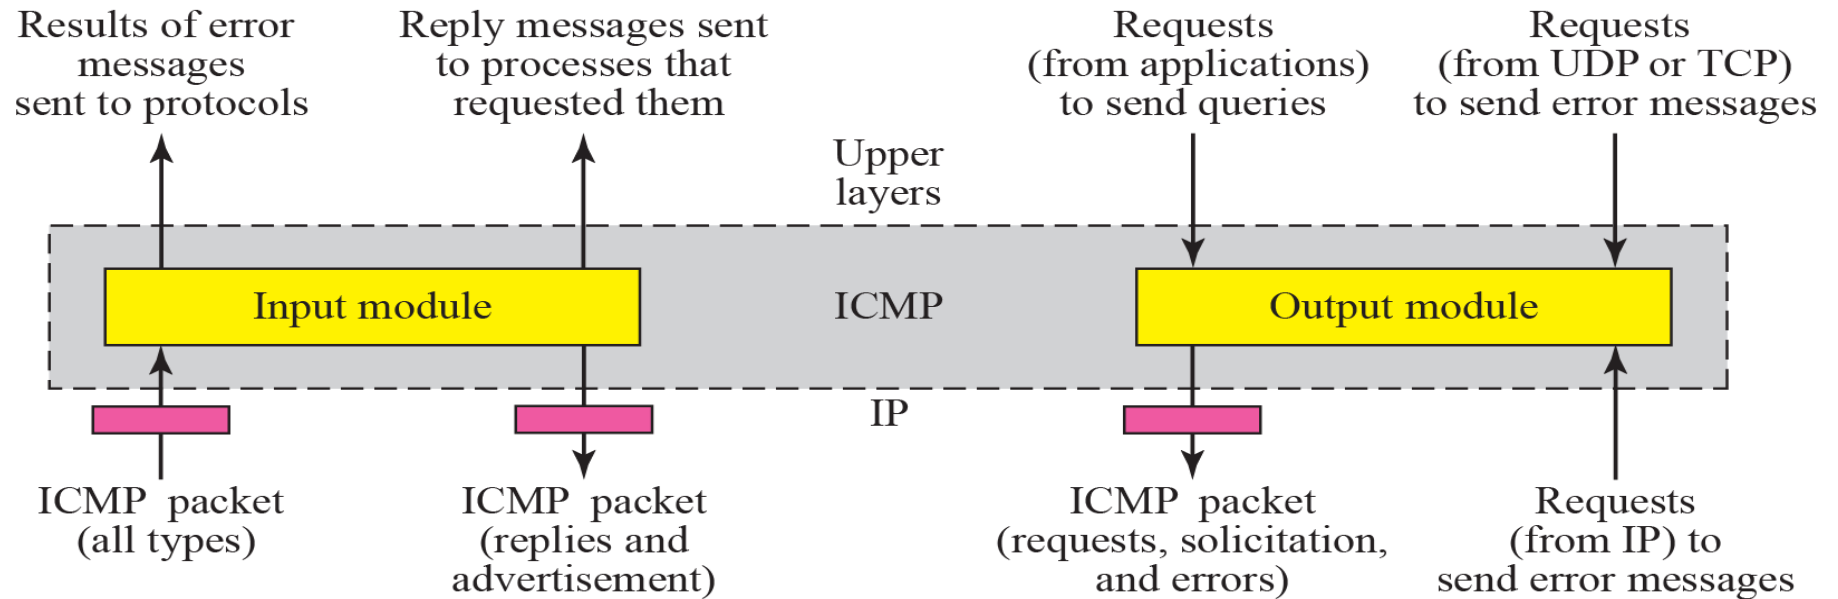 Results of error
messages
sent to protocols
Reply messages sent
to processes that
requested them
Requests
(from applications)
to send queries
Requests
(from UDP or TCP)
to send error messages
Upper
layers
Input module
ICMP
Output module
IP
ICMP packet
(all types)
ICMP packet
(replies and
advertisement)
ICMP packet
(requests, solicitation,
and errors)
Requests
(from IP) to
send error messages